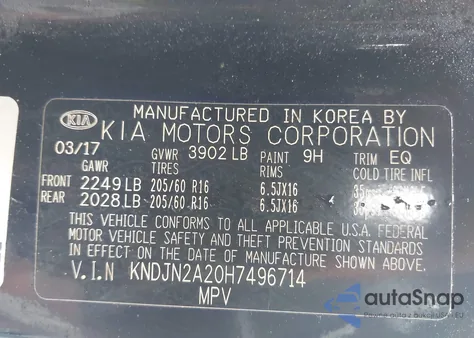 MANUFACTURED IN KOREA BY
KIA KIA MOTORS CORPORATION
03/17 GVWR 3902 LB PAINT 9H TRIM EQ
GAWR TIRES RIMS COLD TIRE INFL
FRONT 2249 LB 205/60 R16 6.5JX16
REAR 2028 LB 205/60 R16 6.5JX16
THIS VEHICLE CONFORMS TO ALL APPLICABLE U.S.A. FEDERAL
MOTOR VEHICLE SAFETY AND THEFT PREVENTION STANDARDS
IN EFFECT ON THE DATE OF MANUFACTURE SHOWN ABOVE.
V.I.N KNDJN2A20H7496714
MPV
autoSnap